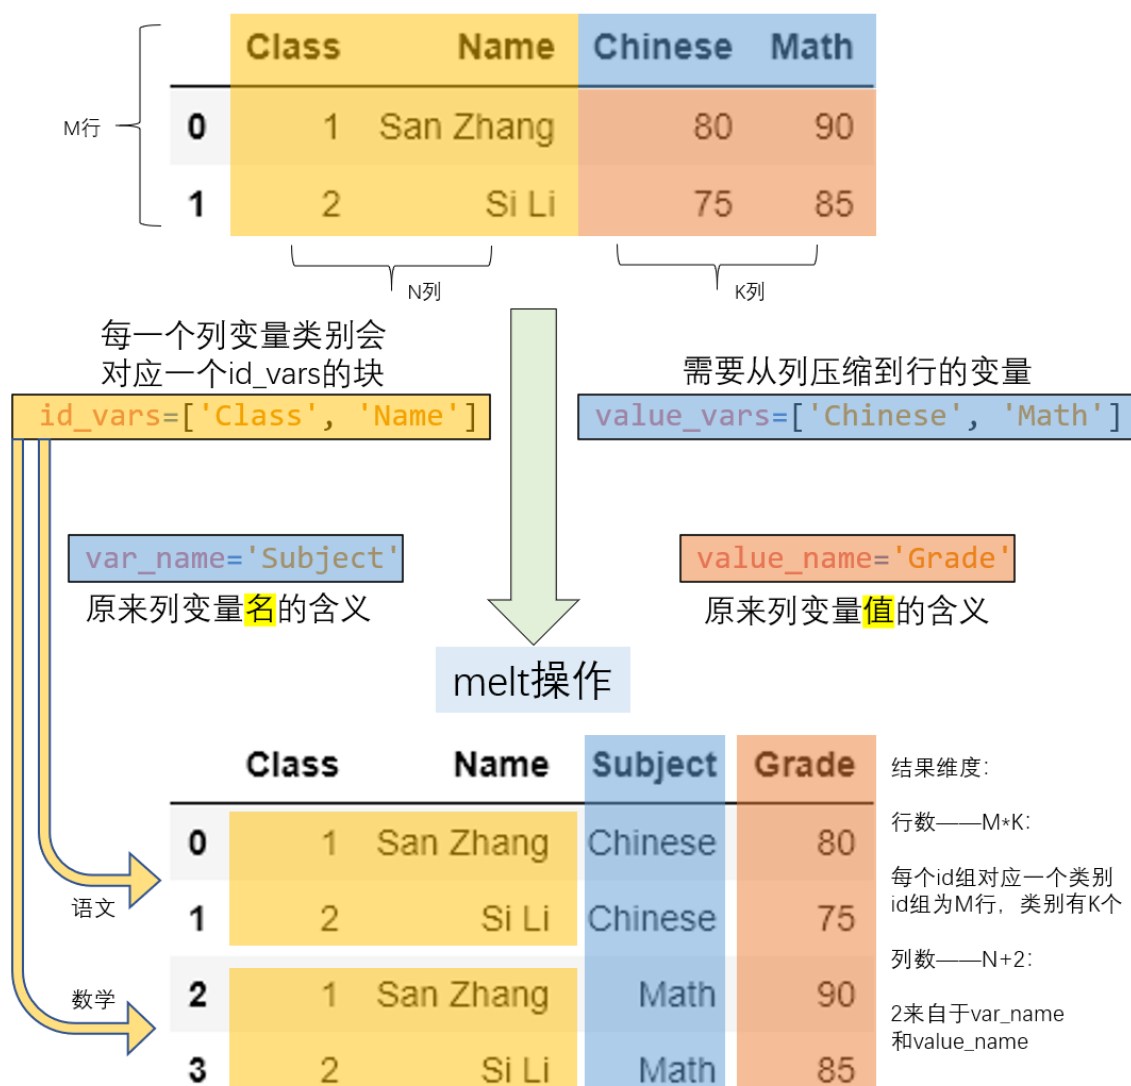 Class Name Chinese Math
M行
0 1 San Zhang 80 90
1 2 Si Li 75 85
N列 K列
每一个列变量类别会
对应一个id_vars的块
id_vars=['Class', 'Name']
需要从列压缩到行的变量
value_vars=['Chinese', 'Math']
var_name='Subject'
原来列变量名的含义
value_name='Grade'
原来列变量值的含义
melt操作
Class Name Subject Grade
0 1 San Zhang Chinese 80
1 2 Si Li Chinese 75
2 1 San Zhang Math 90
3 2 Si Li Math 85
语文
数学
结果维度：
行数——M*K：
每个id组对应一个类别
id组为M行，类别有K个
列数——N+2：
2来自于var_name
和value_name